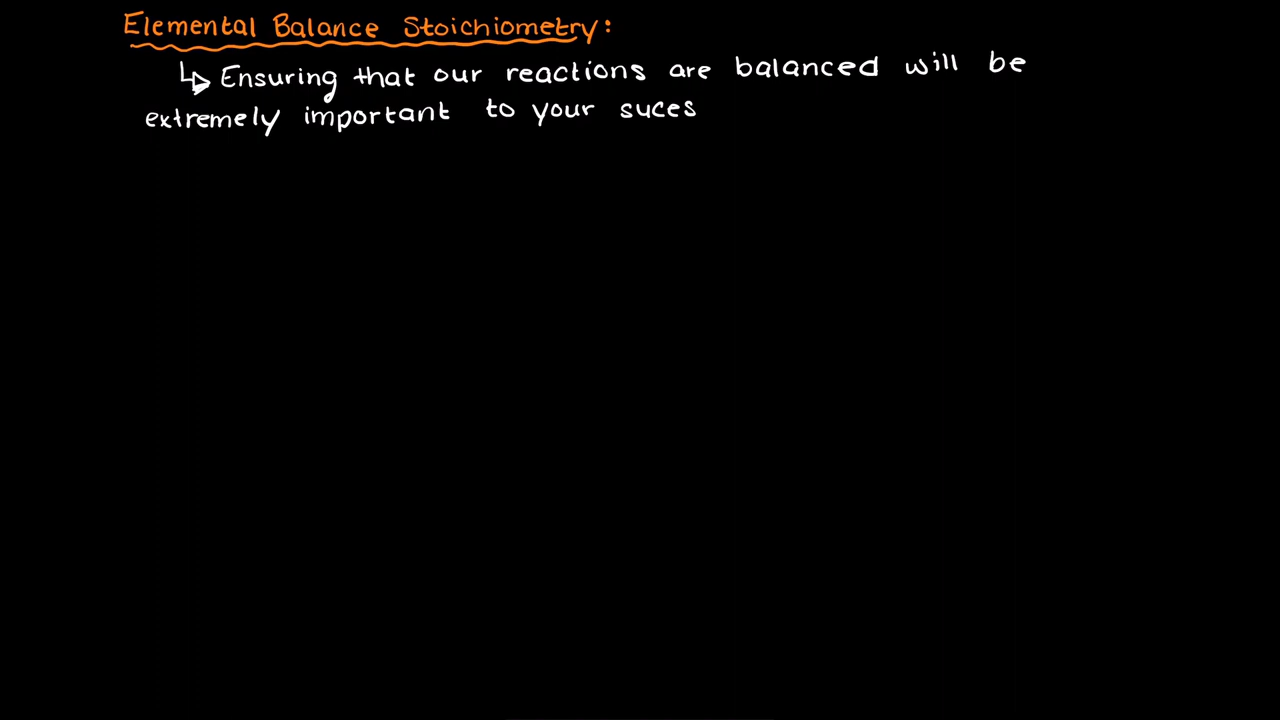 Elemental Balance Stoichiometry:
Ensuring that our reactions are balanced will be
extremely important to your suces